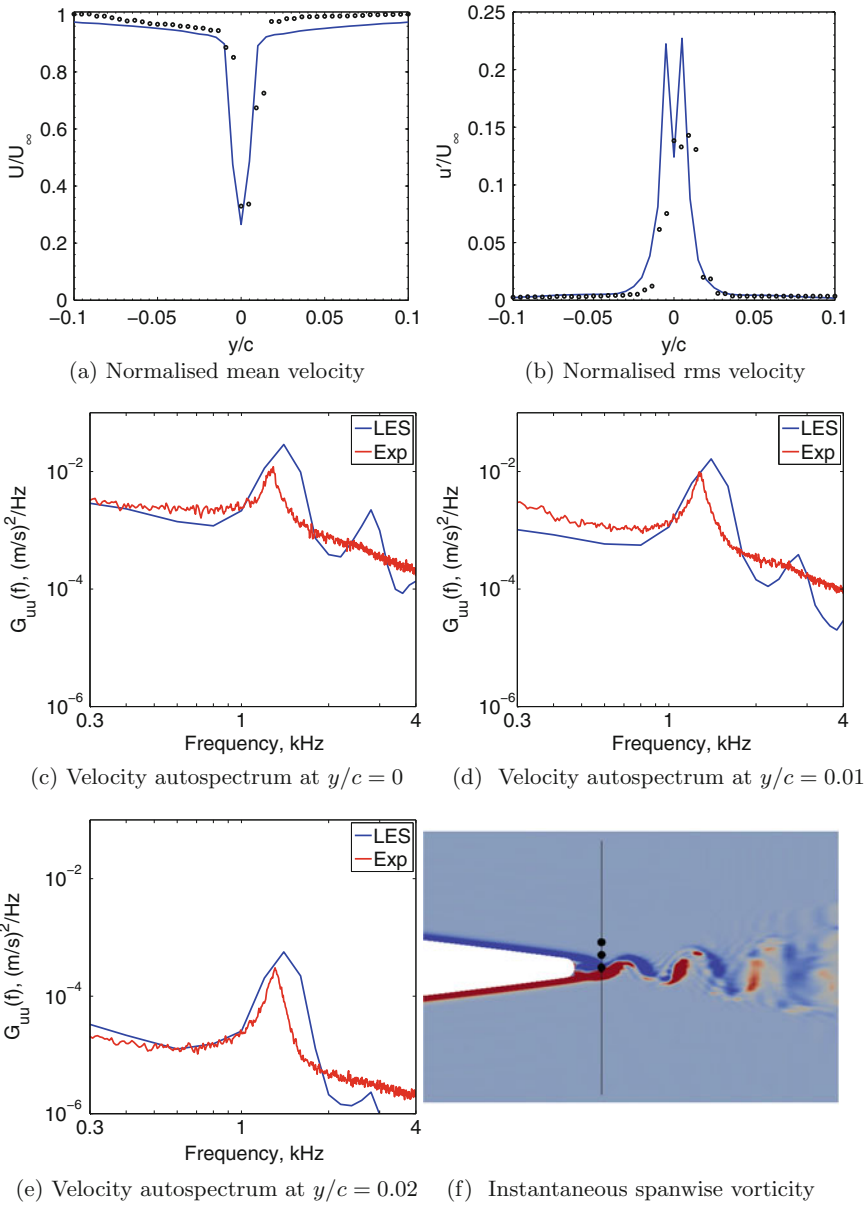 1
0.8
0.6
0.4
0.2
0
U/U∞
−0.1 −0.05 0 0.05 0.1
y/c
(a) Normalised mean velocity
0.25
0.2
0.15
0.1
0.05
0
u'/U∞
−0.1 −0.05 0 0.05 0.1
y/c
(b) Normalised rms velocity
LES
Exp
10⁻²
10⁻⁴
10⁻⁶
G_uu(f), (m/s)²/Hz
0.3 1 4
Frequency, kHz
(c) Velocity autospectrum at y/c = 0
LES
Exp
10⁻²
10⁻⁴
10⁻⁶
G_uu(f), (m/s)²/Hz
0.3 1 4
Frequency, kHz
(d) Velocity autospectrum at y/c = 0.01
LES
Exp
10⁻²
10⁻⁴
10⁻⁶
G_uu(f), (m/s)²/Hz
0.3 1 4
Frequency, kHz
(e) Velocity autospectrum at y/c = 0.02
(f) Instantaneous spanwise vorticity